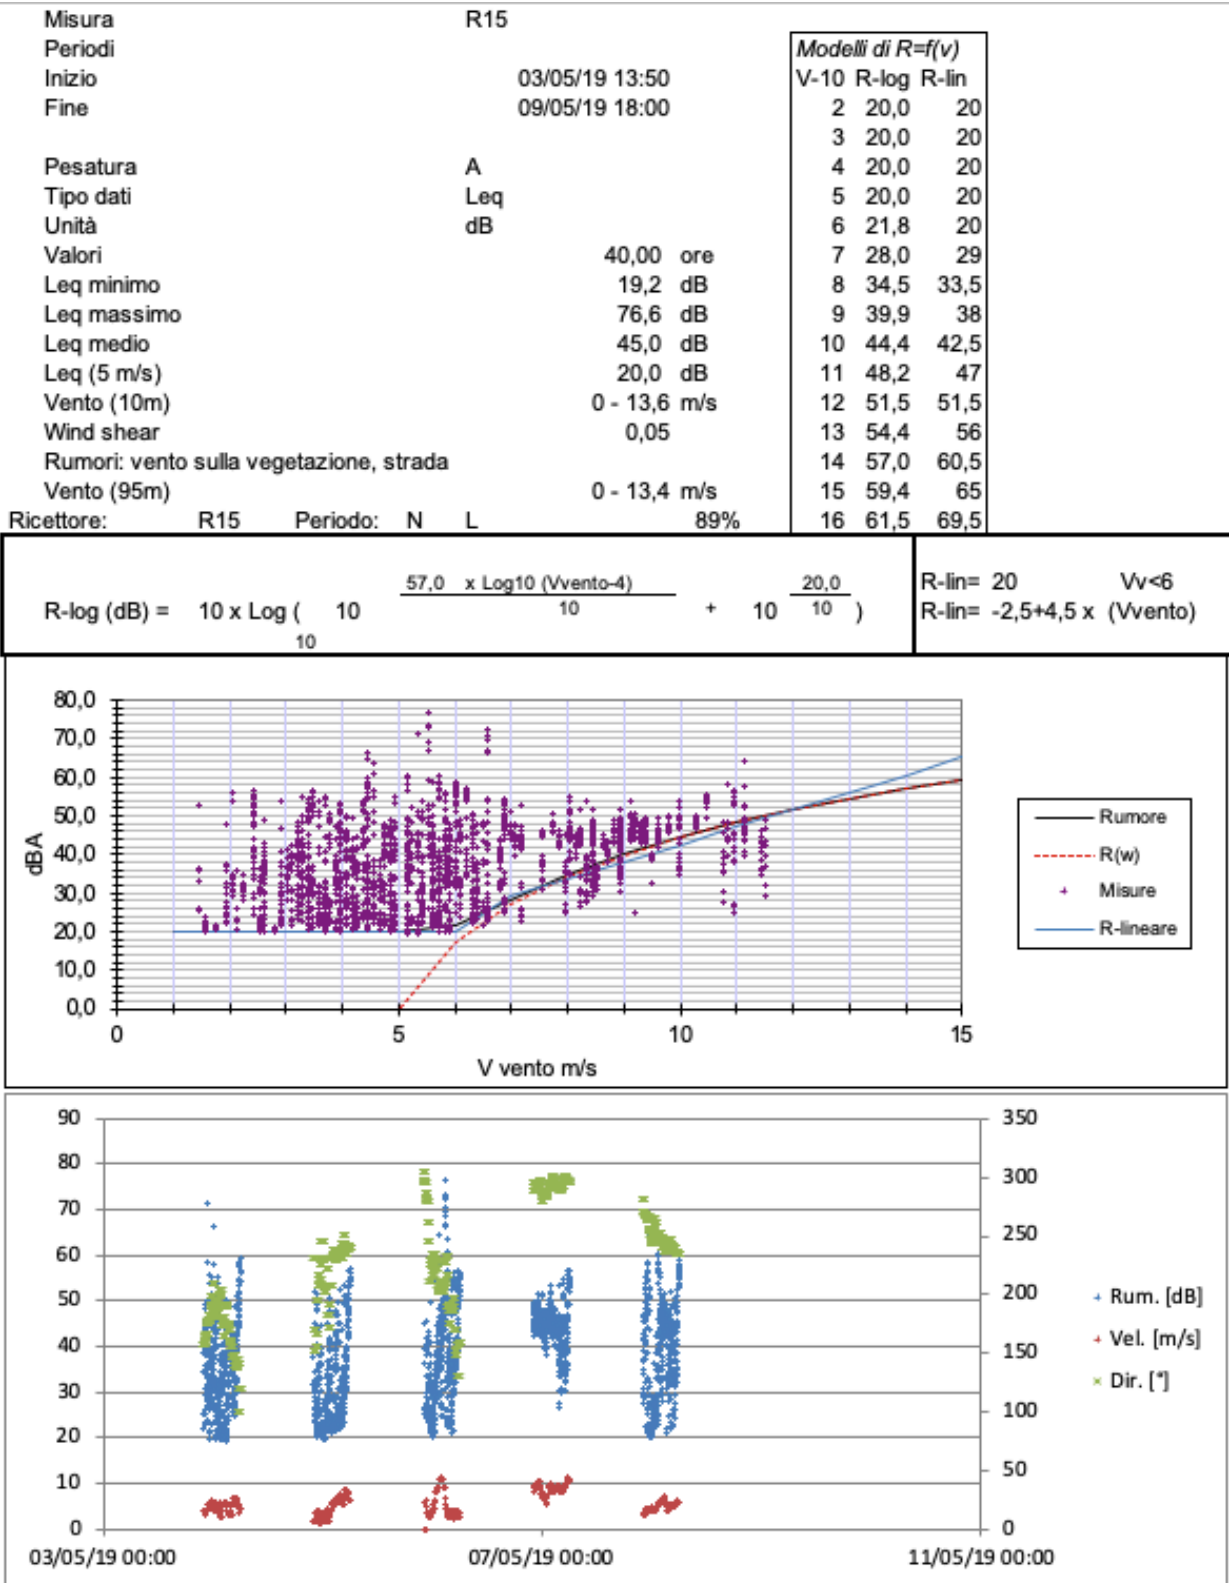 Misura R15
Periodi Modelli di R=f(v)
Inizio 03/05/19 13:50 V-10 R-log R-lin
Fine 09/05/19 18:00 2 20,0 20
3 20,0 20
Pesatura A 4 20,0 20
Tipo dati Leq 5 20,0 20
Unità dB 6 21,8 20
Valori 40,00 ore 7 28,0 29
Leq minimo 19,2 dB 8 34,5 33,5
Leq massimo 76,6 dB 9 39,9 38
Leq medio 45,0 dB 10 44,4 42,5
Leq (5 m/s) 20,0 dB 11 48,2 47
Vento (10m) 0 - 13,6 m/s 12 51,5 51,5
Wind shear 0,05 13 54,4 56
Rumori: vento sulla vegetazione, strada 14 57,0 60,5
Vento (95m) 0 - 13,4 m/s 15 59,4 65
Ricettore: R15 Periodo: N L 89% 16 61,5 69,5
57,0 x Log10 (Vvento-4) 20,0 R-lin= 20 Vv<6
R-log (dB) = 10 x Log ( 10 10 + 10 10 ) R-lin= -2,5+4,5 x (Vvento)
10
80,0
70,0
60,0
50,0
40,0
30,0
20,0
10,0
0,0
dBA
0 5 10 15
V vento m/s
Rumore
R(w)
Misure
R-lineare
90 350
80 300
70 250
60 200
50 150
40 100
30 50
20 0
10
0
Rum. [dB]
Vel. [m/s]
Dir. [°]
03/05/19 00:00 07/05/19 00:00 11/05/19 00:00